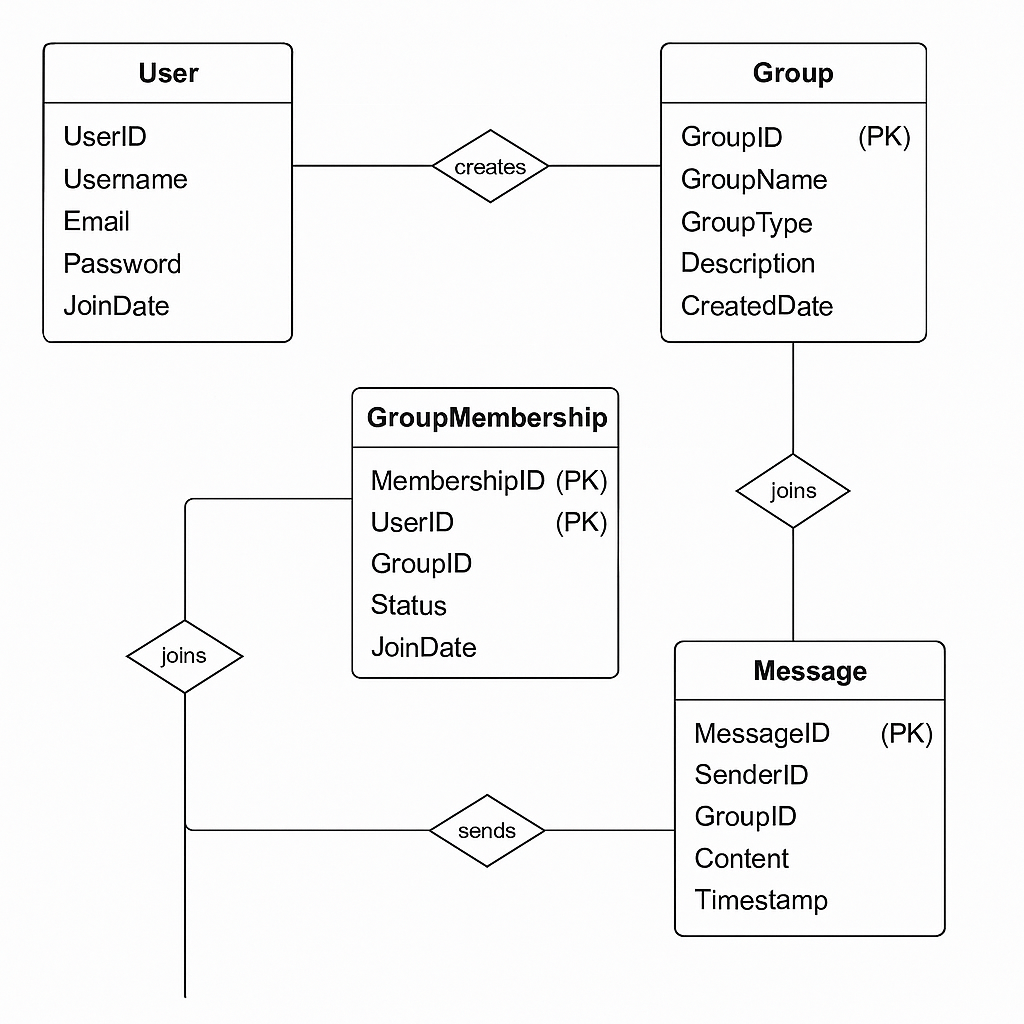 User
UserID
Username
Email
Password
JoinDate
creates
Group
GroupID (PK)
GroupName
GroupType
Description
CreatedDate
GroupMembership
MembershipID (PK)
UserID (PK)
GroupID
Status
JoinDate
joins
joins
Message
MessageID (PK)
SenderID
GroupID
Content
Timestamp
sends